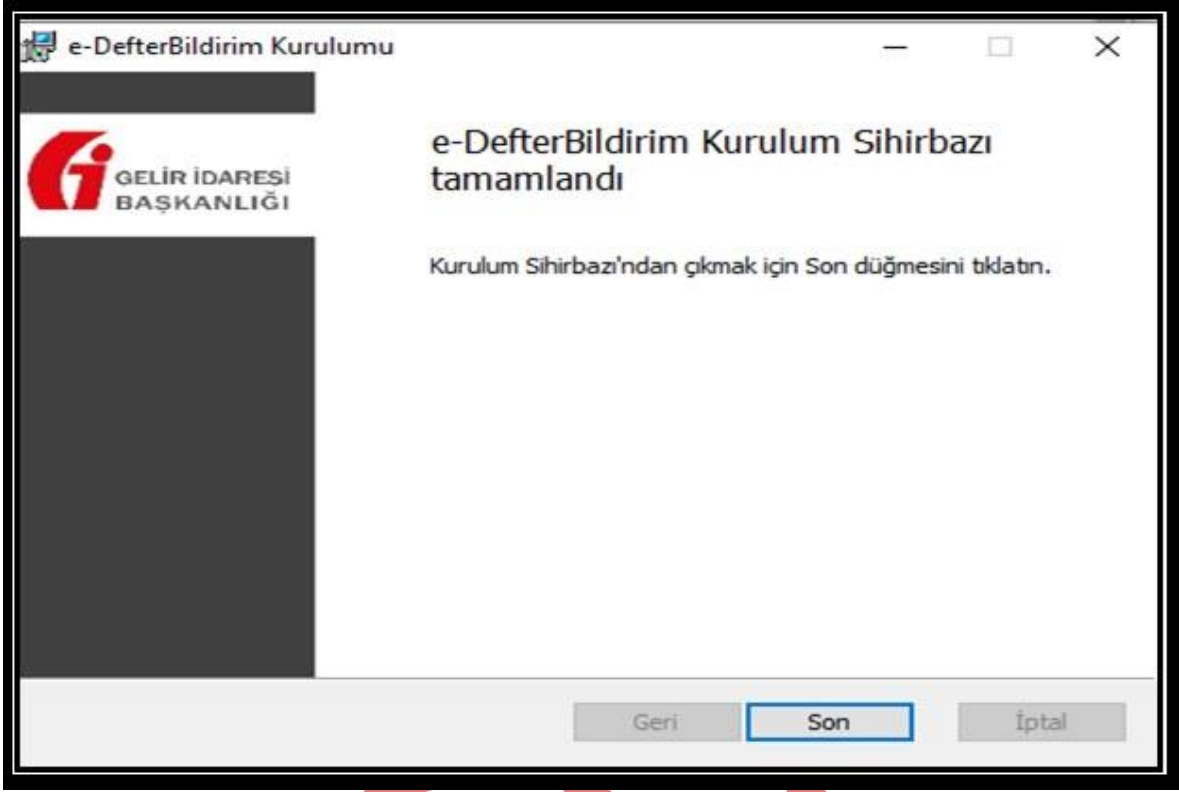 e-DefterBildirim Kurulumu
GELİR İDARESİ
BAŞKANLIĞI
e-DefterBildirim Kurulum Sihirbazı
tamamlandı
Kurulum Sihirbazı'ndan çıkmak için Son düğmesini tıklatın.
Geri Son İptal